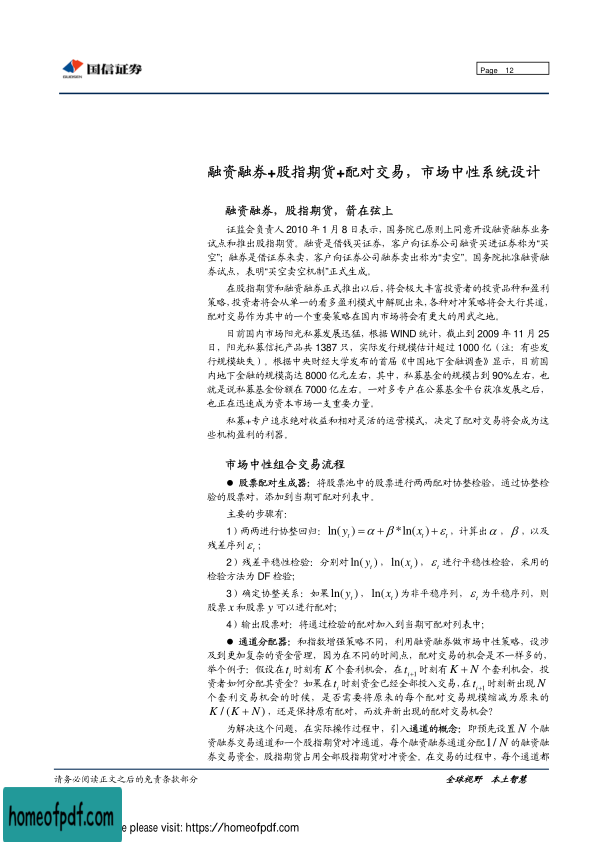 国信证券
GUOSEN
Page 12
融资融券+股指期货+配对交易，市场中性系统设计
融资融券，股指期货，箭在弦上
证监会负责人 2010 年 1 月 8 日表示，国务院已原则上同意开设融资融券业务
试点和推出股指期货。融资是借钱买证券，客户向证券公司融资买进证券称为“买
空”；融券是借证券来卖，客户向证券公司融券卖出称为“卖空”。国务院批准融资融
券试点，表明“买空卖空机制”正式生成。
在股指期货和融资融券正式推出以后，将会极大丰富投资者的投资品种和盈利
策略，投资者将会从单一的看多盈利模式中解脱出来，各种对冲策略将会大行其道，
配对交易作为其中的一个重要策略在国内市场将会有更大的用武之地。
目前国内市场阳光私募发展迅猛，根据 WIND 统计，截止到 2009 年 11 月 25
日，阳光私募信托产品共 1387 只，实际发行规模估计超过 1000 亿（注：有些发
行规模缺失）。根据中央财经大学发布的首届《中国地下金融调查》显示，目前国
内地下金融的规模高达 8000 亿元左右，其中，私募基金的规模占到 90%左右，也
就是说私募基金份额在 7000 亿左右。一对多专户在公募基金平台获准发展之后，
也正在迅速成为资本市场一支重要力量。
私募+专户追求绝对收益和相对灵活的运营模式，决定了配对交易将会成为这
些机构盈利的利器。
市场中性组合交易流程
● 股票配对生成器：将股票池中的股票进行两两配对协整检验，通过协整检
验的股票对，添加到当期可配对列表中。
主要的步骤有：
1）两两进行协整回归：ln(y_t) = α + β*ln(x_t) + ε_t，计算出α，β，以及
残差序列ε_t；
2）残差平稳性检验：分别对ln(y_t)，ln(x_t)，ε_t 进行平稳性检验，采用的
检验方法为 DF 检验；
3）确定协整关系：如果ln(y_t)，ln(x_t)为非平稳序列，ε_t 为平稳序列，则
股票 x 和股票 y 可以进行配对；
4）输出股票对：将通过检验的配对加入到当期可配对列表中；
● 通道分配器：和指数增强策略不同，利用融资融券做市场中性策略，设涉
及到更加复杂的资金管理，因为在不同的时间点，配对交易的机会是不一样多的，
举个例子：假设在t_i时刻有K个套利机会，在t_{i+1}时刻有K+N个套利机会，投
资者如何分配其资金？如果在t_i时刻资金已经全部投入交易，在t_{i+1}时刻新出现N
个套利交易机会的时候，是否需要将原来的每个配对交易规模缩减为原来的
K/(K+N)，还是保持原有配对，而放弃新出现的配对交易机会？
为解决这个问题，在实际操作过程中，引入通道的概念：即预先设置 N 个融
资融券交易通道和一个股指期货对冲通道，每个融资融券通道分配1/N的融资融
券交易资金，股指期货占用全部股指期货对冲资金。在交易的过程中，每个通道都
请务必阅读正文之后的免责条款部分
全球视野 本土智慧
homeofpdf.com
e please visit: https://homeofpdf.com